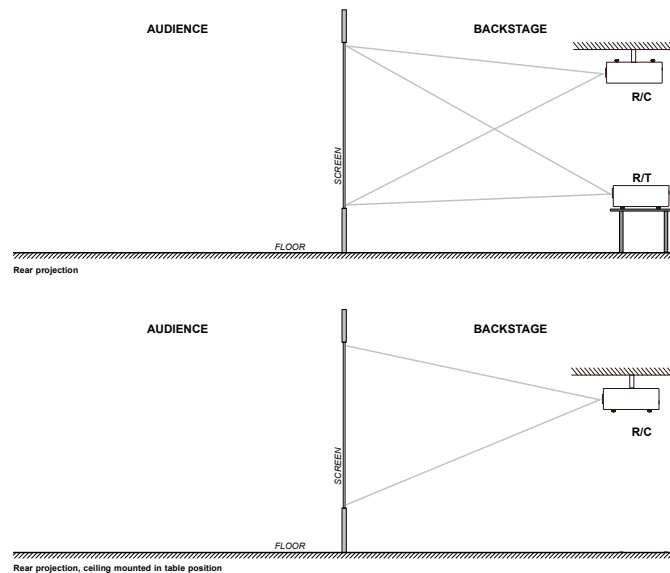 AUDIENCE BACKSTAGE
R/C
SCREEN
R/T
FLOOR
Rear projection
AUDIENCE BACKSTAGE
R/C
SCREEN
FLOOR
Rear projection, ceiling mounted in table position